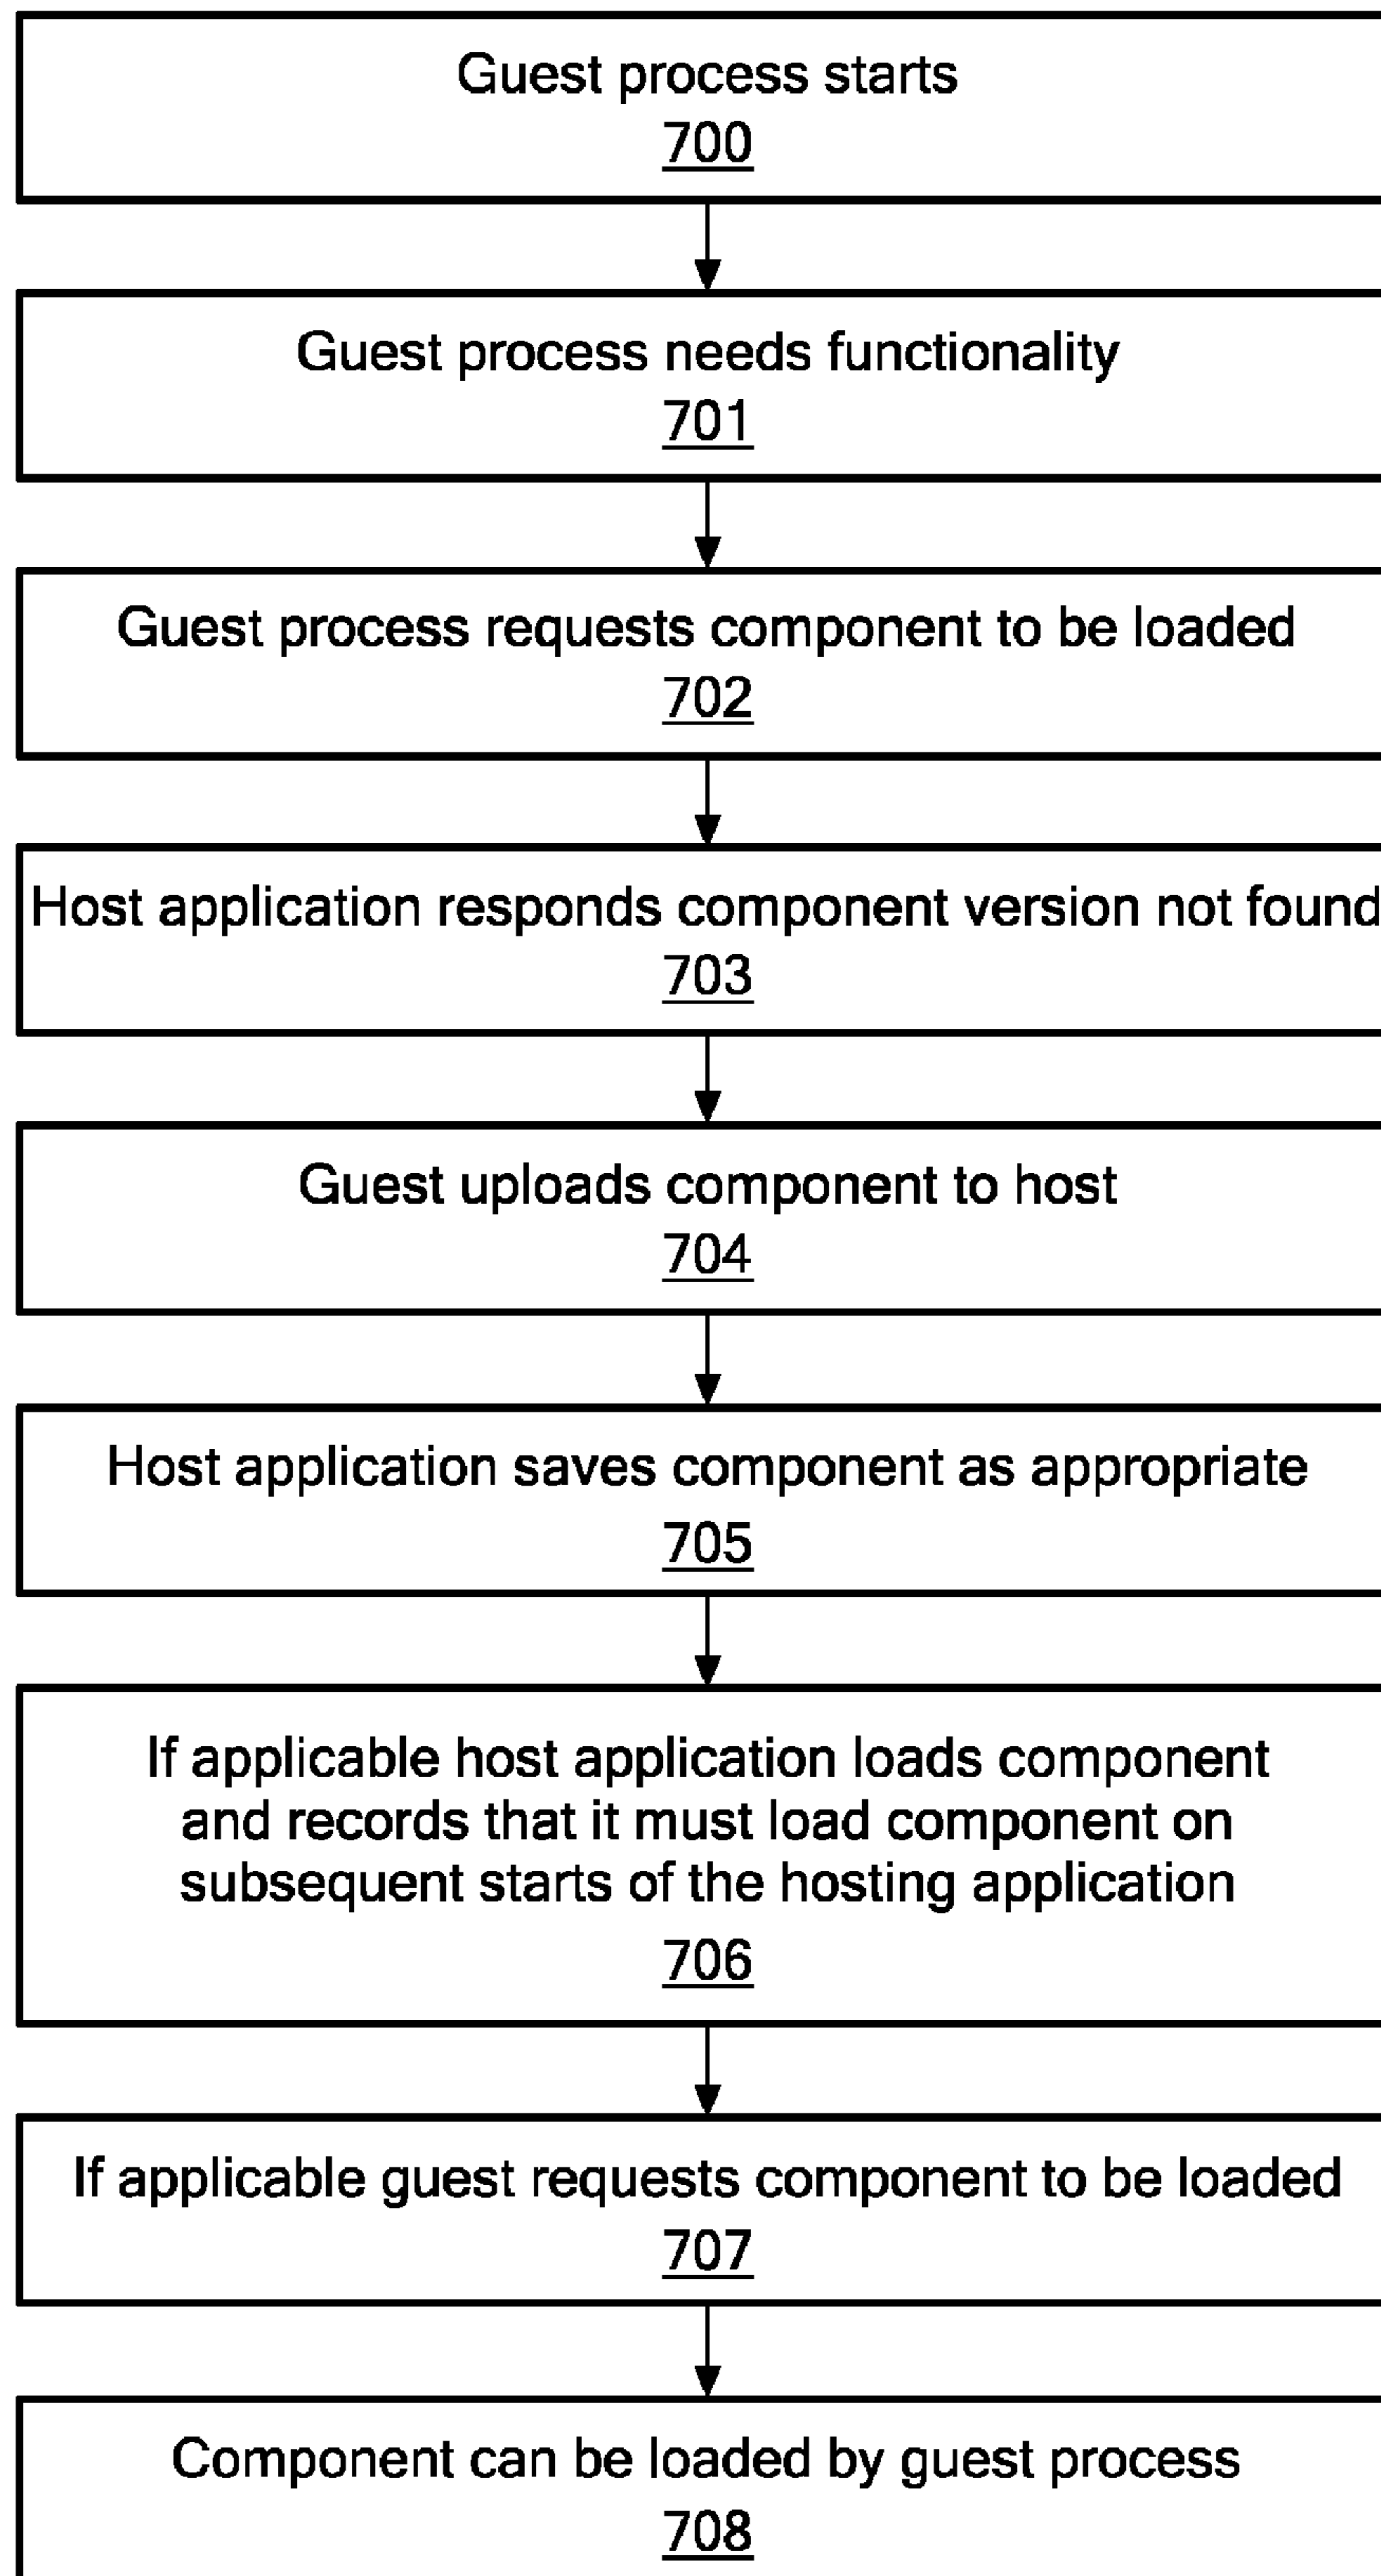 Guest process starts
700
Guest process needs functionality
701
Guest process requests component to be loaded
702
Host application responds component version not found
703
Guest uploads component to host
704
Host application saves component as appropriate
705
If applicable host application loads component
and records that it must load component on
subsequent starts of the hosting application
706
If applicable guest requests component to be loaded
707
Component can be loaded by guest process
708